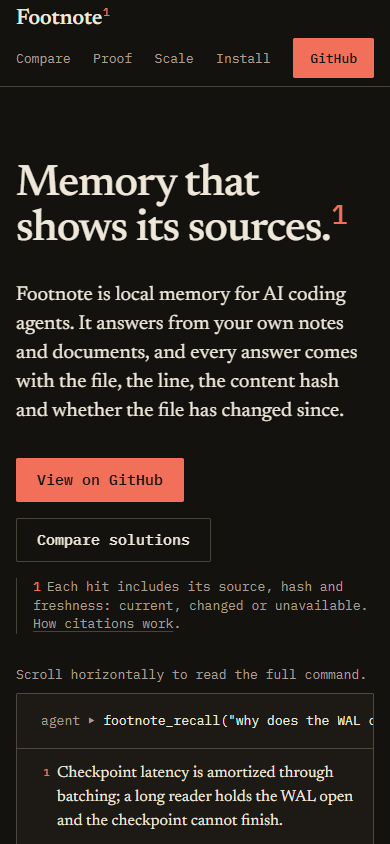 Footnote1
Compare Proof Scale Install GitHub
Memory that
shows its sources.1
Footnote is local memory for AI coding
agents. It answers from your own notes
and documents, and every answer comes
with the file, the line, the content hash
and whether the file has changed since.
View on GitHub
Compare solutions
1 Each hit includes its source, hash and
freshness: current, changed or unavailable.
How citations work.
Scroll horizontally to read the full command.
agent ▸ footnote_recall("why does the WAL
1 Checkpoint latency is amortized through
batching; a long reader holds the WAL open
and the checkpoint cannot finish.